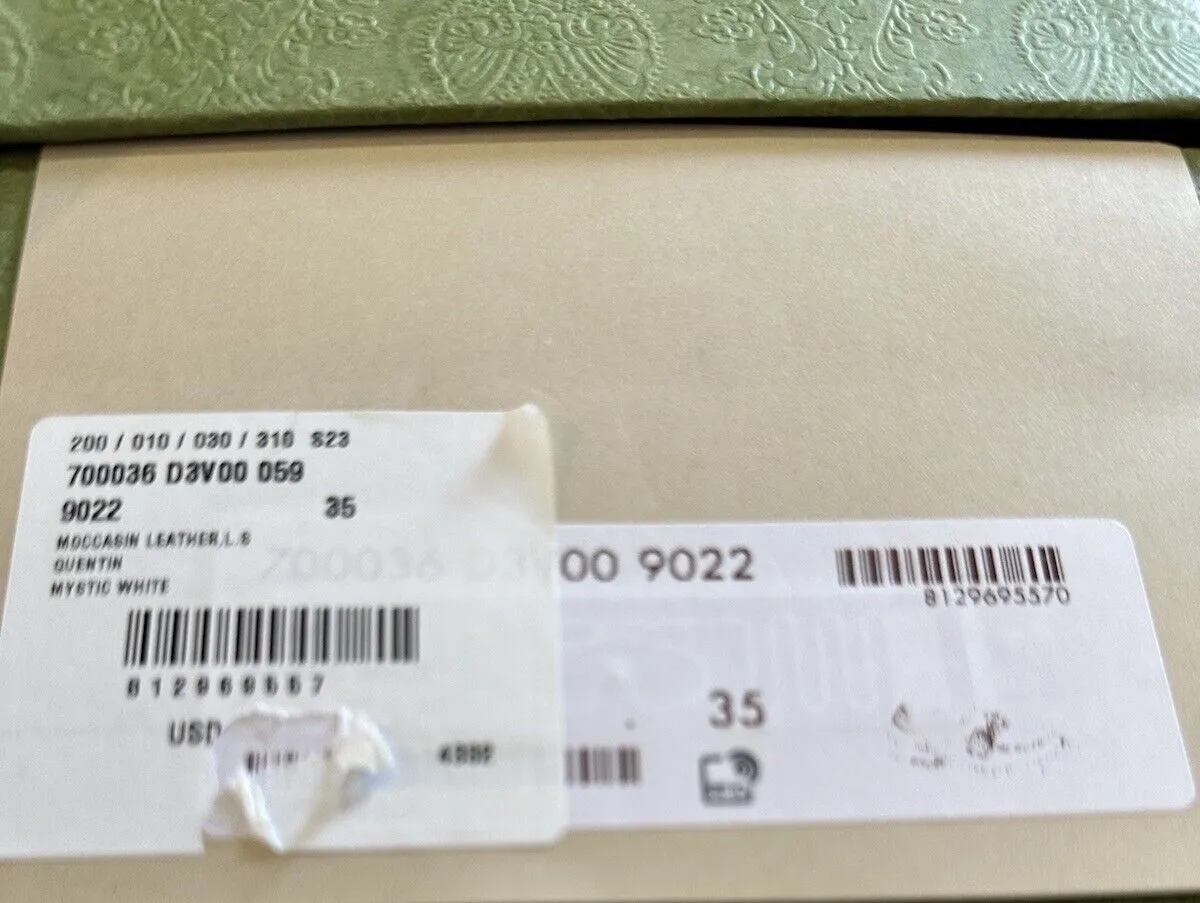 200 / 010 / 030 / 310 S23
700036 D3V00 059
9022 35
MOCCASIN LEATHER,L.S
QUENTIN
MYSTIC WHITE
812969557
USD
700036 D3V00 9022
8129695570
35